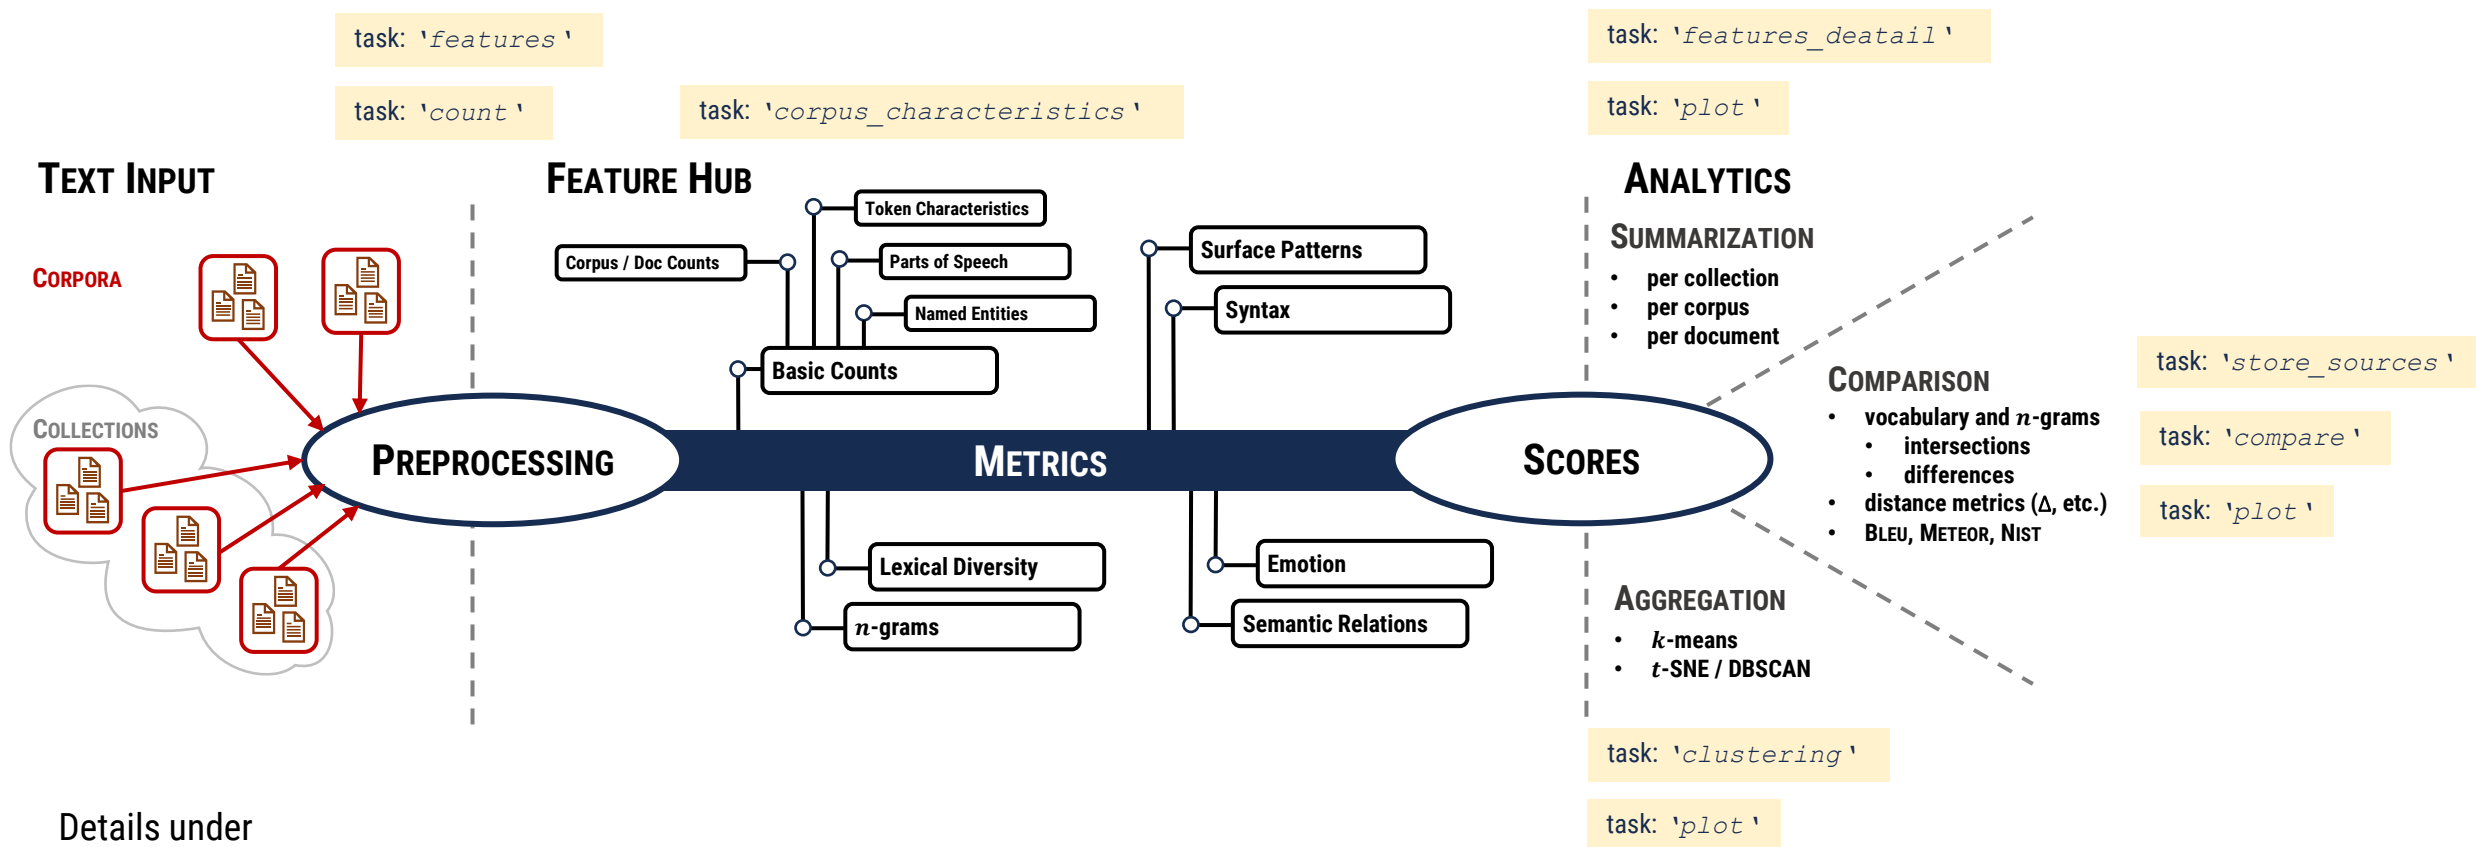 task: 'features'
task: 'features_deatail'
task: 'count'
task: 'corpus_characteristics'
task: 'plot'
TEXT INPUT
FEATURE HUB
ANALYTICS
CORPORA
COLLECTIONS
PREPROCESSING
Token Characteristics
Corpus / Doc Counts
Parts of Speech
Named Entities
Basic Counts
Surface Patterns
Syntax
METRICS
Lexical Diversity
n-grams
Emotion
Semantic Relations
SCORES
SUMMARIZATION
• per collection
• per corpus
• per document
COMPARISON
• vocabulary and n-grams
• intersections
• differences
• distance metrics (Δ, etc.)
• BLEU, METEOR, NIST
task: 'store_sources'
task: 'compare'
task: 'plot'
AGGREGATION
• k-means
• t-SNE / DBSCAN
task: 'clustering'
task: 'plot'
Details under